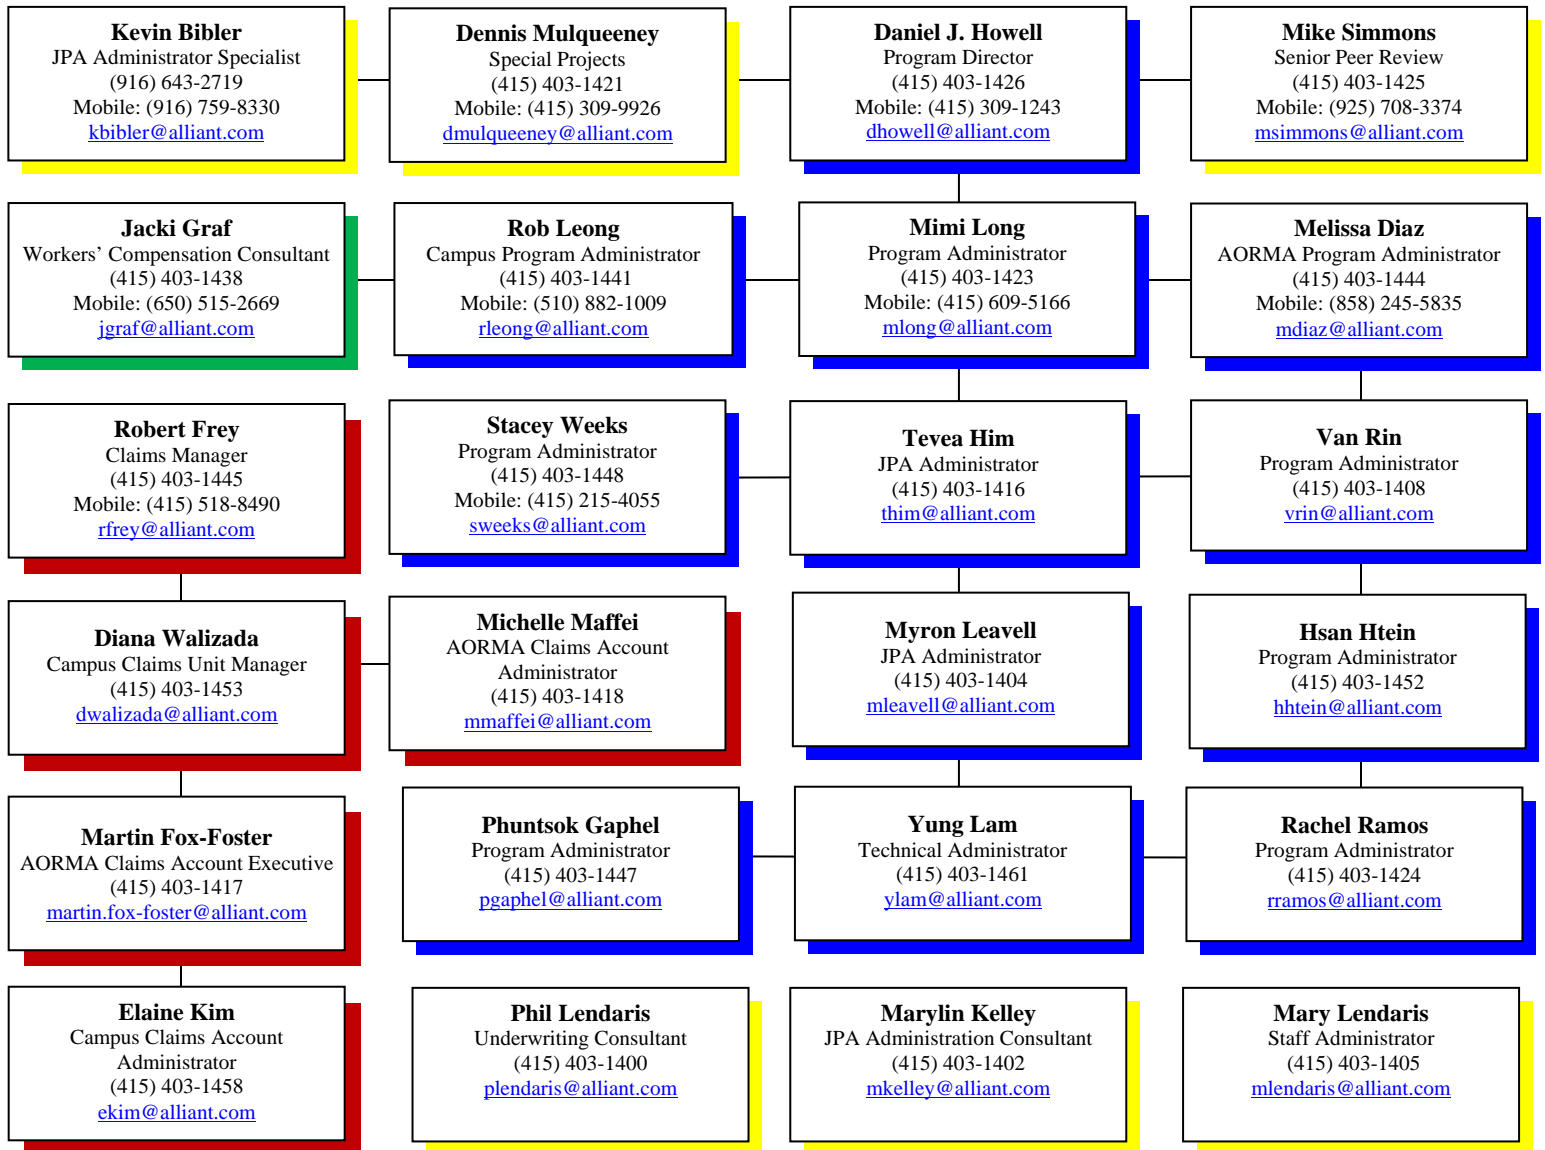 Kevin Bibler
JPA Administrator Specialist
(916) 643-2719
Mobile: (916) 759-8330
kbibler@alliant.com
Dennis Mulqueeney
Special Projects
(415) 403-1421
Mobile: (415) 309-9926
dmulqueeney@alliant.com
Daniel J. Howell
Program Director
(415) 403-1426
Mobile: (415) 309-1243
dhowell@alliant.com
Mike Simmons
Senior Peer Review
(415) 403-1425
Mobile: (925) 708-3374
msimmons@alliant.com
Jacki Graf
Workers’ Compensation Consultant
(415) 403-1438
Mobile: (650) 515-2669
jgraf@alliant.com
Rob Leong
Campus Program Administrator
(415) 403-1441
Mobile: (510) 882-1009
rleong@alliant.com
Mimi Long
Program Administrator
(415) 403-1423
Mobile: (415) 609-5166
mlong@alliant.com
Melissa Diaz
AORMA Program Administrator
(415) 403-1444
Mobile: (858) 245-5835
mdiaz@alliant.com
Robert Frey
Claims Manager
(415) 403-1445
Mobile: (415) 518-8490
rfrey@alliant.com
Stacey Weeks
Program Administrator
(415) 403-1448
Mobile: (415) 215-4055
sweeks@alliant.com
Tevea Him
JPA Administrator
(415) 403-1416
thim@alliant.com
Van Rin
Program Administrator
(415) 403-1408
vrin@alliant.com
Diana Walizada
Campus Claims Unit Manager
(415) 403-1453
dwalizada@alliant.com
Michelle Maffei
AORMA Claims Account
Administrator
(415) 403-1418
mmaffei@alliant.com
Myron Leavell
JPA Administrator
(415) 403-1404
mleavell@alliant.com
Hsan Htein
Program Administrator
(415) 403-1452
hhtein@alliant.com
Martin Fox-Foster
AORMA Claims Account Executive
(415) 403-1417
martin.fox-foster@alliant.com
Phuntsok Gaphel
Program Administrator
(415) 403-1447
pgaphel@alliant.com
Yung Lam
Technical Administrator
(415) 403-1461
ylam@alliant.com
Rachel Ramos
Program Administrator
(415) 403-1424
rramos@alliant.com
Elaine Kim
Campus Claims Account
Administrator
(415) 403-1458
ekim@alliant.com
Phil Lendaris
Underwriting Consultant
(415) 403-1400
plendaris@alliant.com
Marylin Kelley
JPA Administration Consultant
(415) 403-1402
mkelley@alliant.com
Mary Lendaris
Staff Administrator
(415) 403-1405
mlendaris@alliant.com